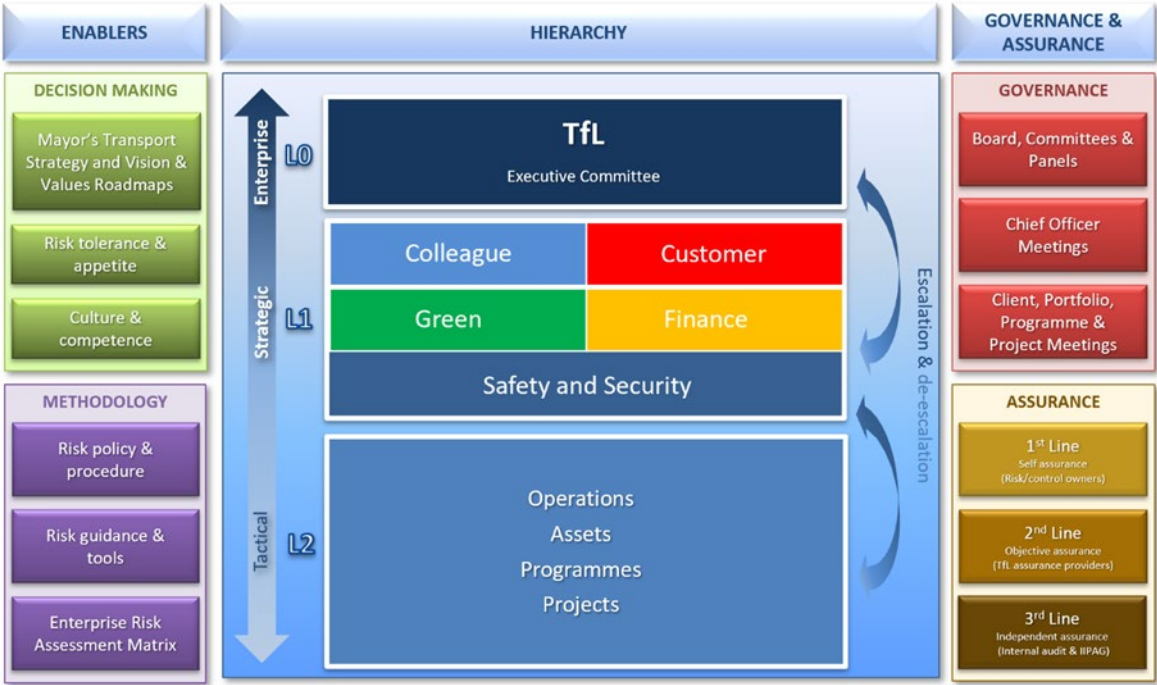 ENABLERS
HIERARCHY
GOVERNANCE &
ASSURANCE
DECISION MAKING
Mayor's Transport
Strategy and Vision &
Values Roadmaps
Risk tolerance &
appetite
Culture &
competence
METHODOLOGY
Risk policy &
procedure
Risk guidance &
tools
Enterprise Risk
Assessment Matrix
Enterprise
Strategic
Tactical
L0
L1
L2
TfL
Executive Committee
Colleague
Customer
Green
Finance
Safety and Security
Operations
Assets
Programmes
Projects
Escalation & de-escalation
GOVERNANCE
Board, Committees &
Panels
Chief Officer
Meetings
Client, Portfolio,
Programme &
Project Meetings
ASSURANCE
1st Line
Self assurance
(Risk/control owners)
2nd Line
Objective assurance
(TfL assurance providers)
3rd Line
Independent assurance
(Internal audit & IIPAG)